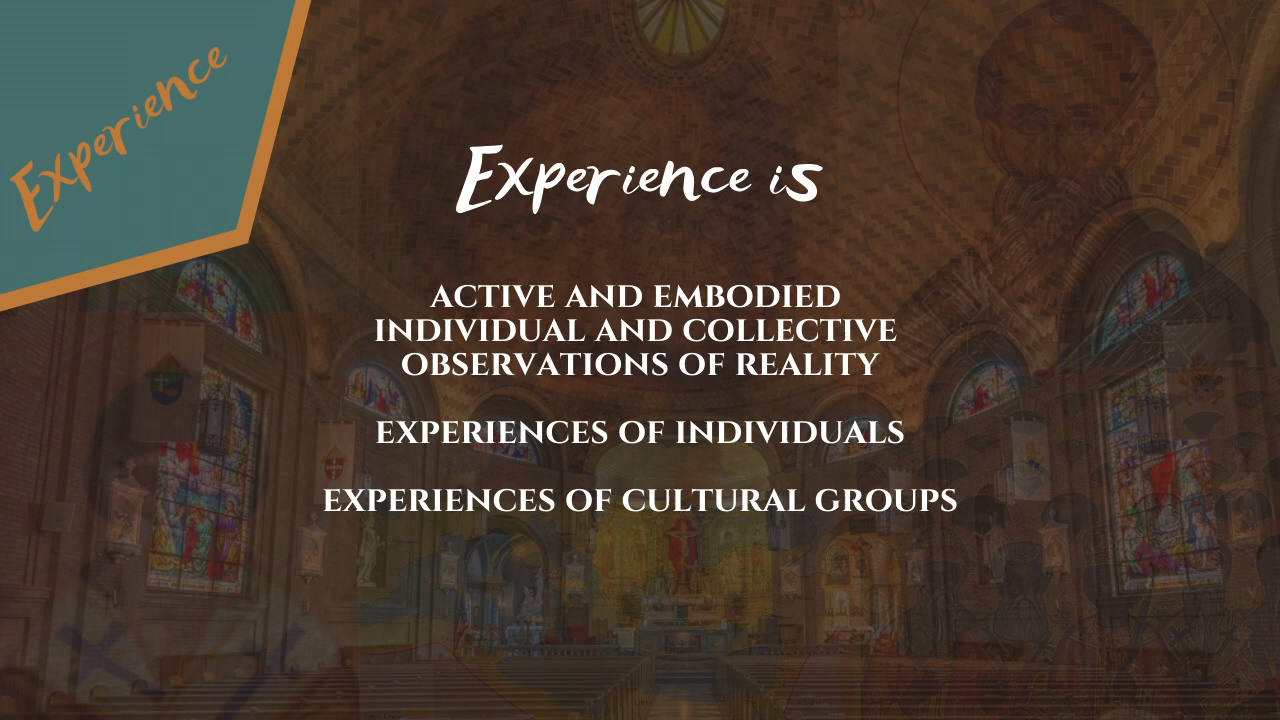 Experience
Experience is
ACTIVE AND EMBODIED
INDIVIDUAL AND COLLECTIVE
OBSERVATIONS OF REALITY
EXPERIENCES OF INDIVIDUALS
EXPERIENCES OF CULTURAL GROUPS